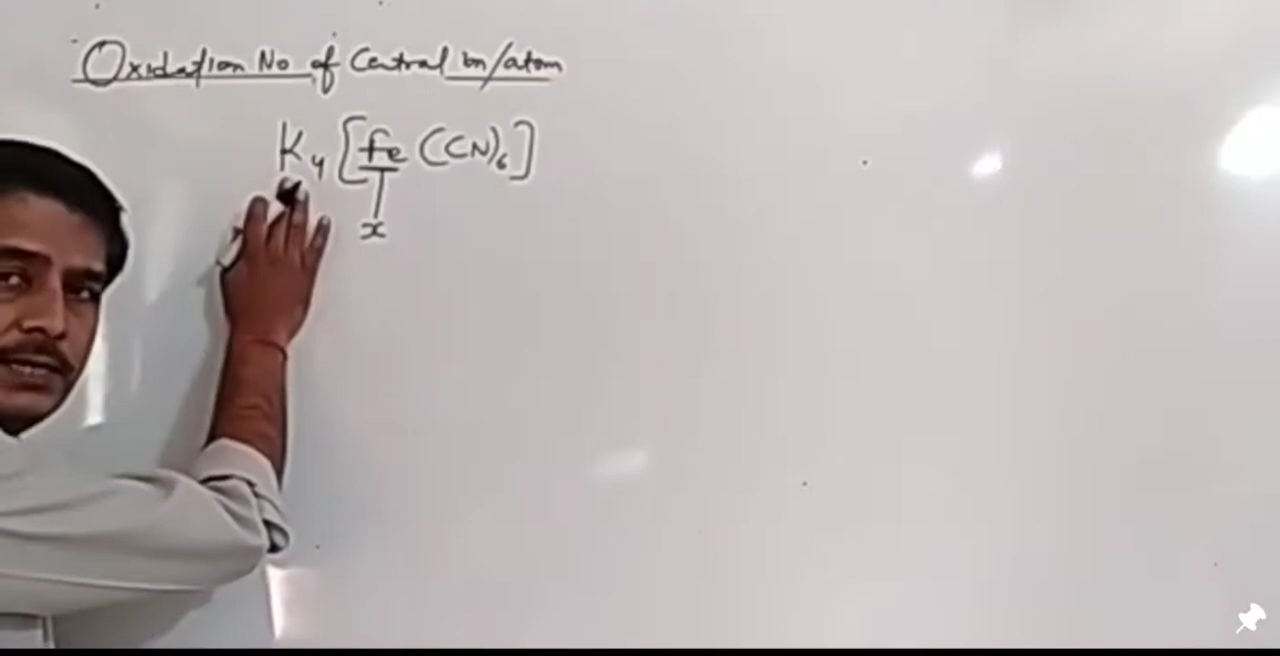 Oxidation No of Central ion/atom
K₄[Fe(CN)₆]
x